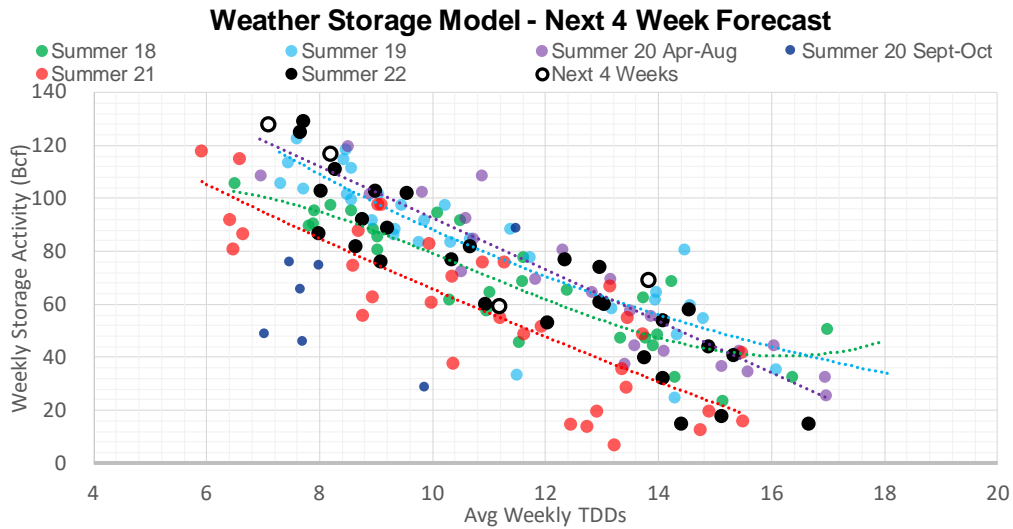 Weather Storage Model - Next 4 Week Forecast
Summer 18 Summer 19 Summer 20 Apr-Aug Summer 20 Sept-Oct
Summer 21 Summer 22 Next 4 Weeks
Weekly Storage Activity (Bcf)
140
120
100
80
60
40
20
0
4 6 8 10 12 14 16 18 20
Avg Weekly TDDs